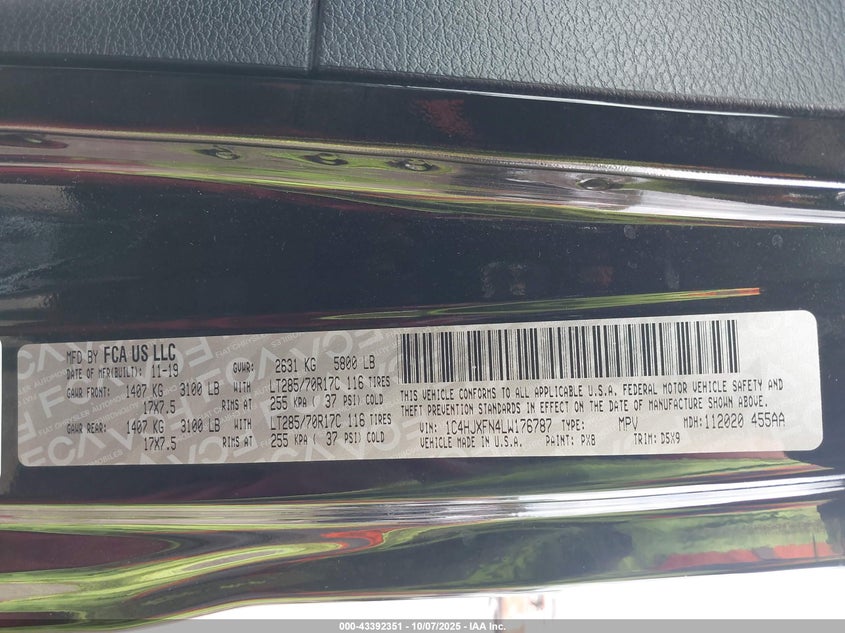 MFD BY FCA US LLC
DATE OF MFR(BUILT): 11-19 GVWR: 2631 KG 5800 LB
GAWR FRONT: 1407 KG 3100 LB WITH LT285/70R17C 116 TIRES
17X7.5 RIMS AT 255 KPA ( 37 PSI) COLD
GAWR REAR: 1407 KG 3100 LB WITH LT285/70R17C 116 TIRES
17X7.5 RIMS AT 255 KPA ( 37 PSI) COLD
THIS VEHICLE CONFORMS TO ALL APPLICABLE U.S.A. FEDERAL MOTOR VEHICLE SAFETY AND
THEFT PREVENTION STANDARDS IN EFFECT ON THE DATE OF MANUFACTURE SHOWN ABOVE.
VIN: 1C4HJXFN4LW176787 TYPE: MPV MDH: 112020 455AA
VEHICLE MADE IN U.S.A. PAINT: PX8 TRIM: D5X9
000-43392351 - 10/07/2025 - IAA Inc.